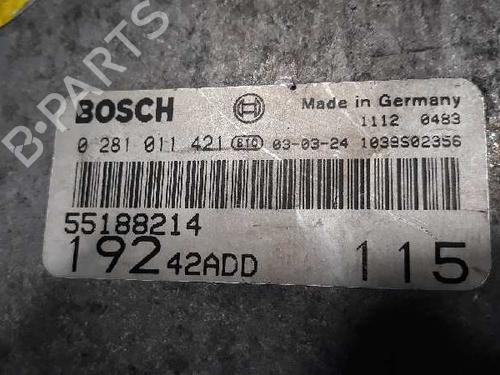 B-PARTS
BOSCH Made in Germany
1112 0483
0 281 011 421 810 03-03-24 1039S02356
55188214
192 42ADD 115